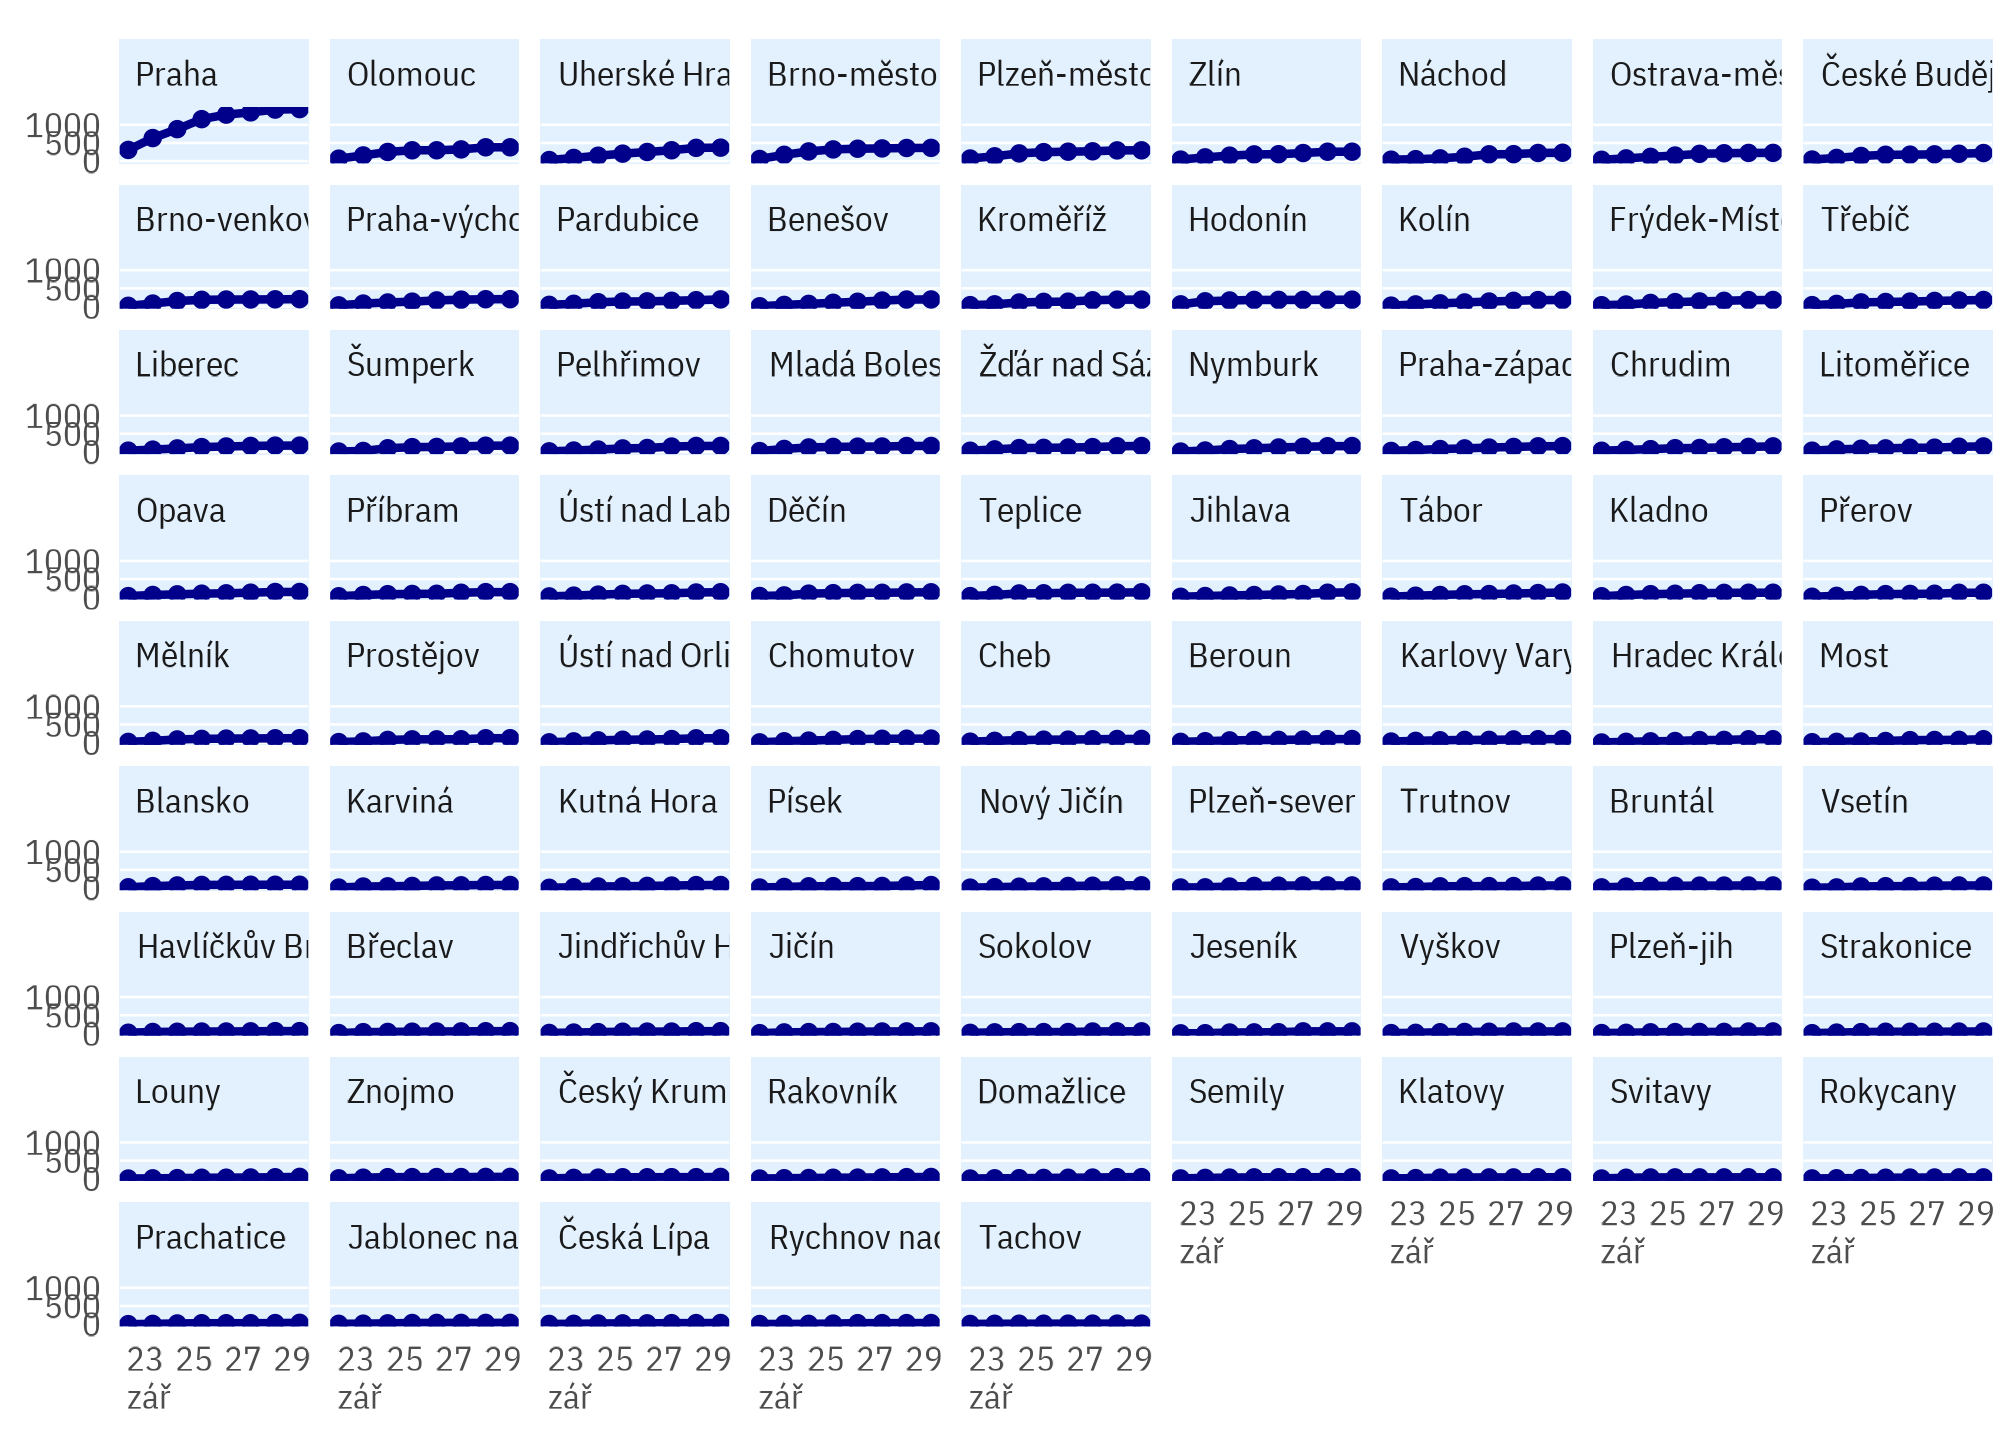 Praha Olomouc Uherské Hra Brno-město Plzeň-město Zlín Náchod Ostrava-měs České Buděj
1000
500
0
Brno-venkov Praha-výcho Pardubice Benešov Kroměříž Hodonín Kolín Frýdek-Míste Třebíč
1000
500
0
Liberec Šumperk Pelhřimov Mladá Boles Žďár nad Sáz Nymburk Praha-západ Chrudim Litoměřice
1000
500
0
Opava Příbram Ústí nad Lab Děčín Teplice Jihlava Tábor Kladno Přerov
1000
500
0
Mělník Prostějov Ústí nad Orli Chomutov Cheb Beroun Karlovy Vary Hradec Králo Most
1000
500
0
Blansko Karviná Kutná Hora Písek Nový Jičín Plzeň-sever Trutnov Bruntál Vsetín
1000
500
0
Havlíčkův Br Břeclav Jindřichův H Jičín Sokolov Jeseník Vyškov Plzeň-jih Strakonice
1000
500
0
Louny Znojmo Český Krum Rakovník Domažlice Semily Klatovy Svitavy Rokycany
1000
500
0
23 25 27 29 23 25 27 29 23 25 27 29 23 25 27 29
zář zář zář zář
Prachatice Jablonec na Česká Lípa Rychnov nad Tachov
1000
500
0
23 25 27 29 23 25 27 29 23 25 27 29 23 25 27 29 23 25 27 29
zář zář zář zář zář